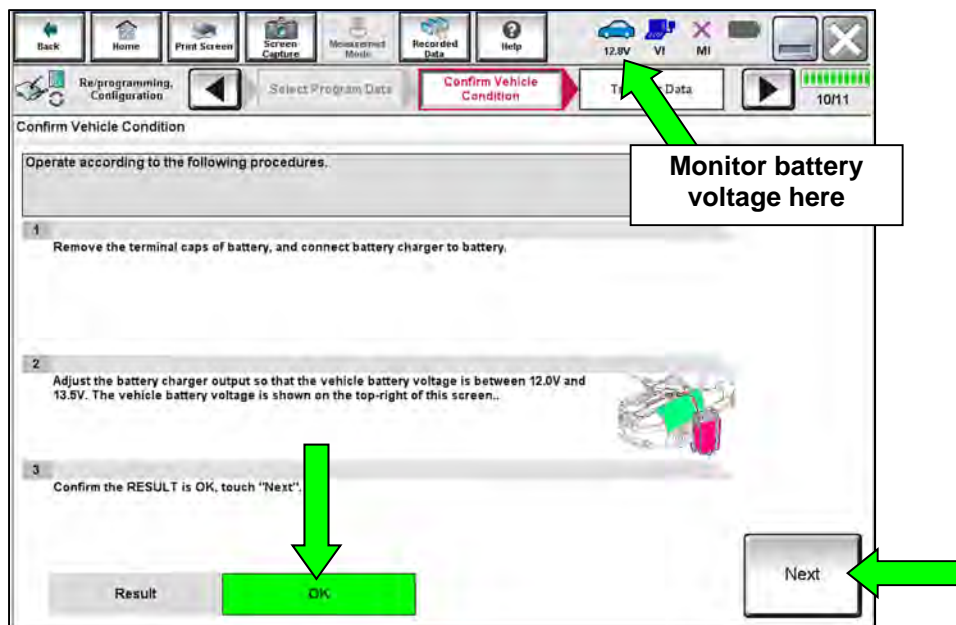 Back
Home
Print Screen
Screen
Capture
Measurement
Mode
Recorded
Data
Help
12.8V
VI
MI
Re/programming,
Configuration
Select Program Data
Confirm Vehicle
Condition
Data
10/11
Confirm Vehicle Condition
Operate according to the following procedures.
Monitor battery
voltage here
1
Remove the terminal caps of battery, and connect battery charger to battery.
2
Adjust the battery charger output so that the vehicle battery voltage is between 12.0V and
13.5V. The vehicle battery voltage is shown on the top-right of this screen..
3
Confirm the RESULT is OK, touch "Next".
Result
OK
Next